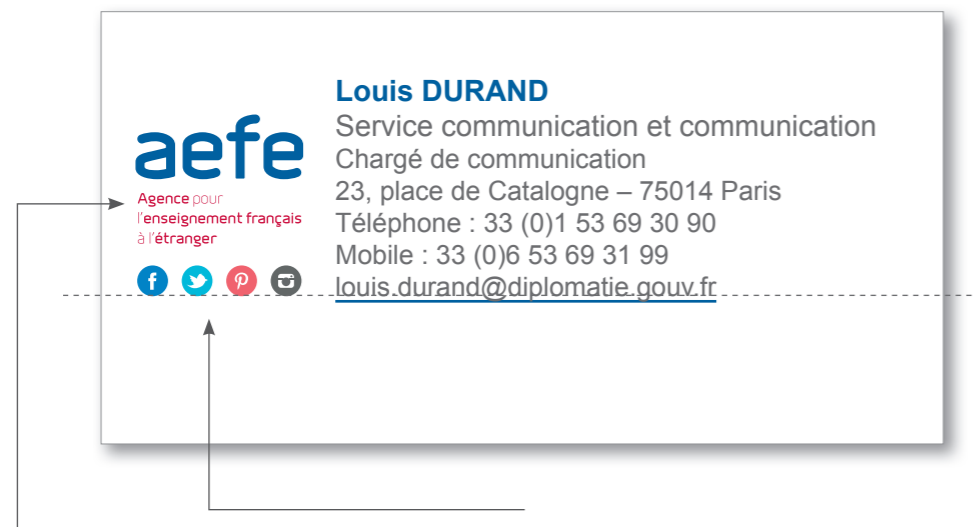 aefe
Agence pour
l'enseignement français
à l'étranger
Louis DURAND
Service communication et communication
Chargé de communication
23, place de Catalogne – 75014 Paris
Téléphone : 33 (0)1 53 69 30 90
Mobile : 33 (0)6 53 69 31 99
louis.durand@diplomatie.gouv.fr